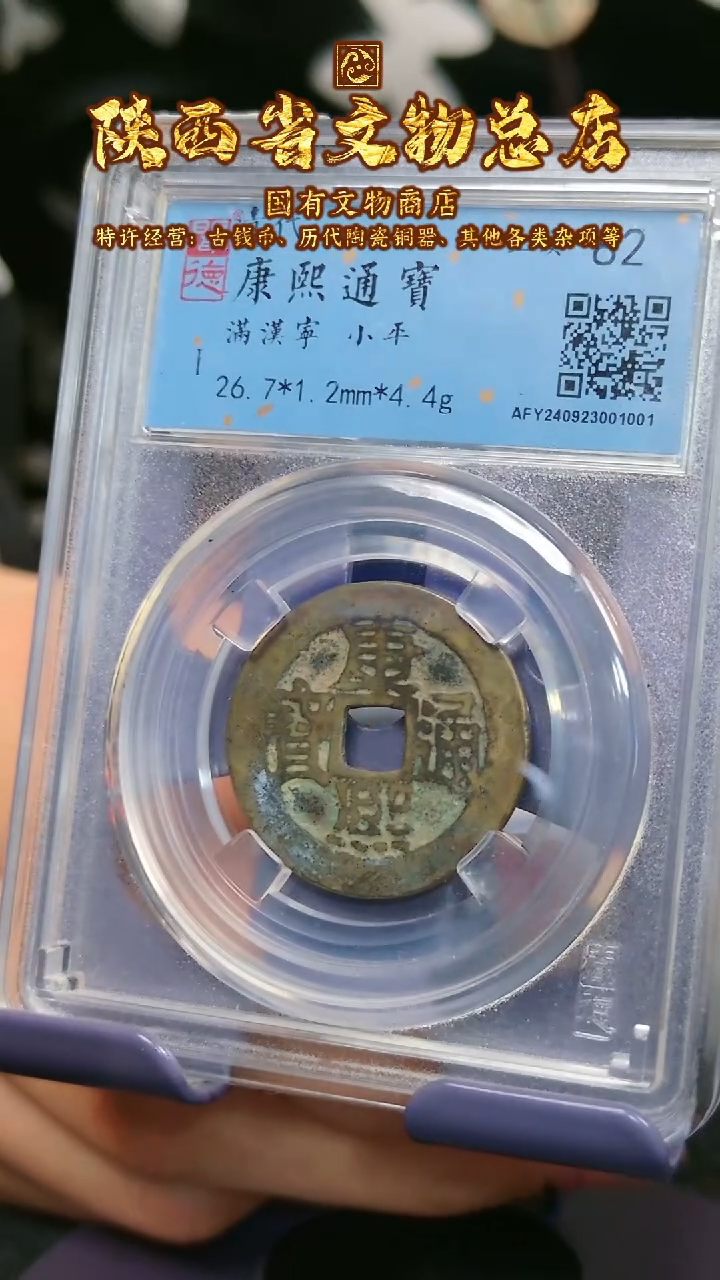 陕西省文物总店
国有文物商店
特许经营：古钱币、历代陶瓷铜器、其他各类杂项等
德
62
康熙通寶
滿漢寧 小平
26.7*1.2mm*4.4g
AFY240923001001
康熙通寶